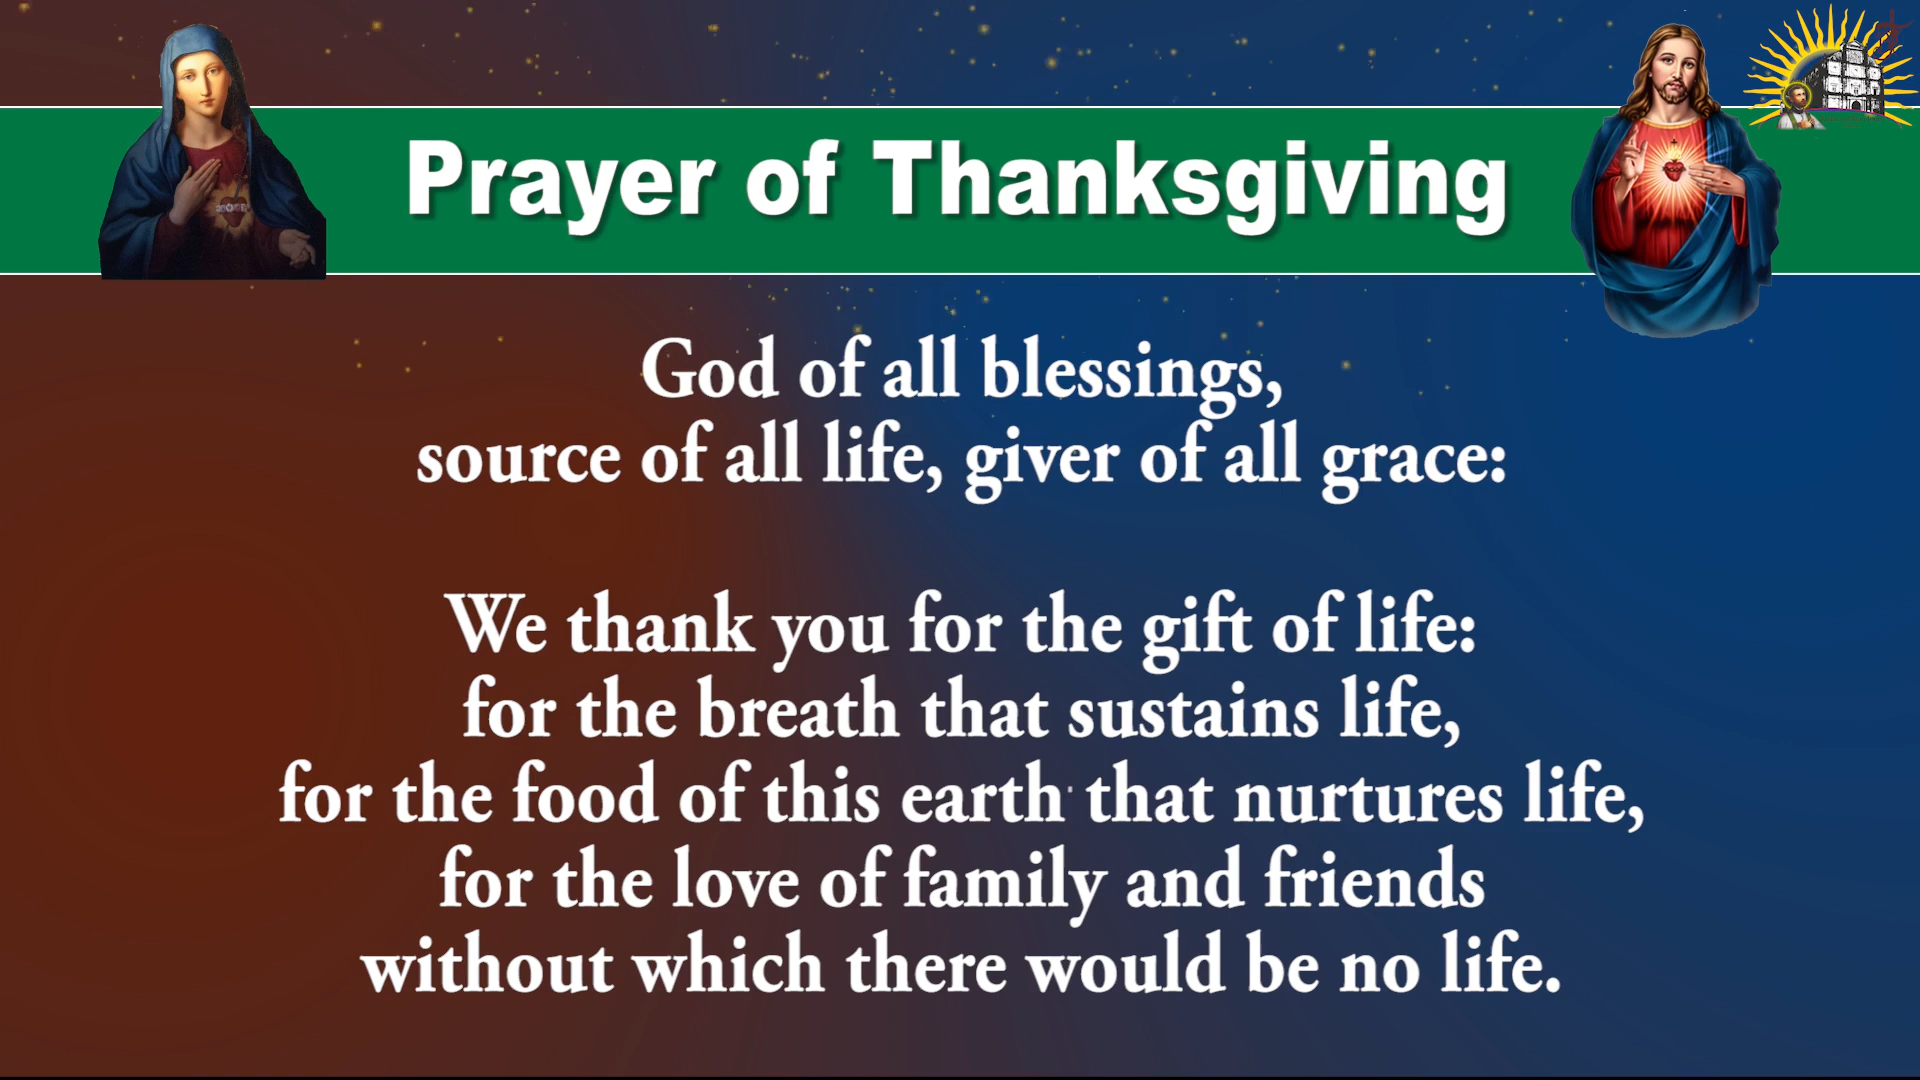 Prayer of Thanksgiving
God of all blessings,
source of all life, giver of all grace:
We thank you for the gift of life:
for the breath that sustains life,
for the food of this earth that nurtures life,
for the love of family and friends
without which there would be no life.